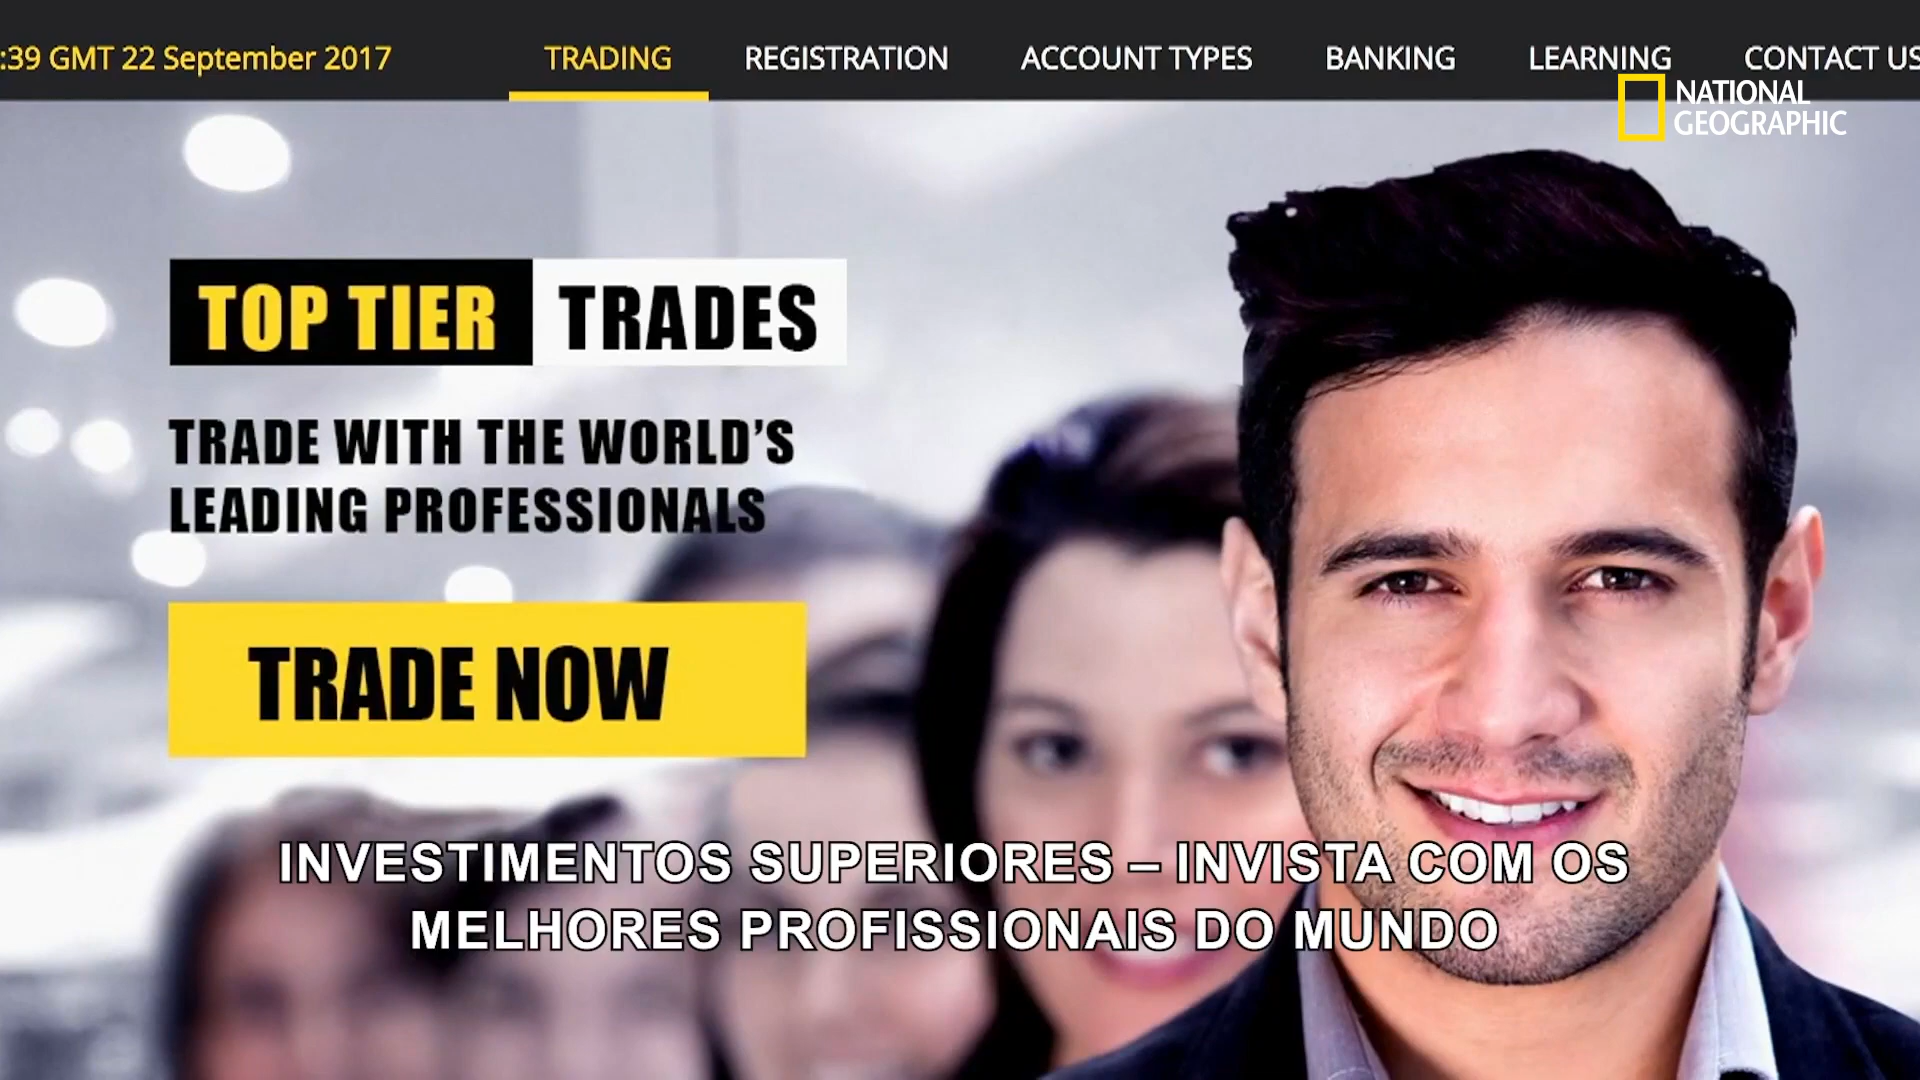 :39 GMT 22 September 2017
TRADING
REGISTRATION
ACCOUNT TYPES
BANKING
LEARNING
CONTACT US
NATIONAL
GEOGRAPHIC
TOP TIER TRADES
TRADE WITH THE WORLD'S
LEADING PROFESSIONALS
TRADE NOW
INVESTIMENTOS SUPERIORES – INVISTA COM OS
MELHORES PROFISSIONAIS DO MUNDO